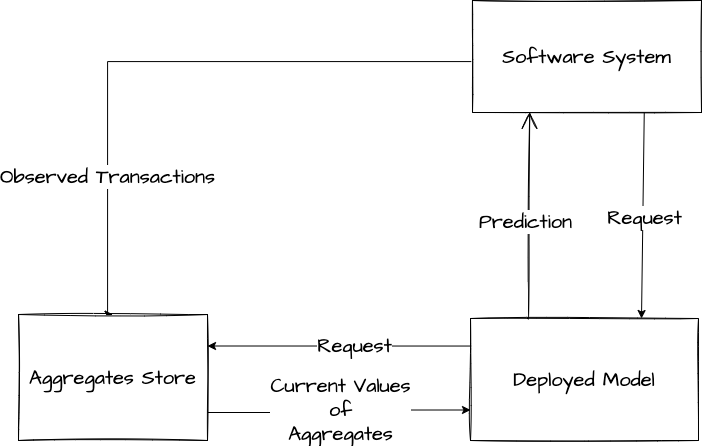 Software System
Observed Transactions
Prediction
Request
Request
Aggregates Store
Current Values
of
Aggregates
Deployed Model